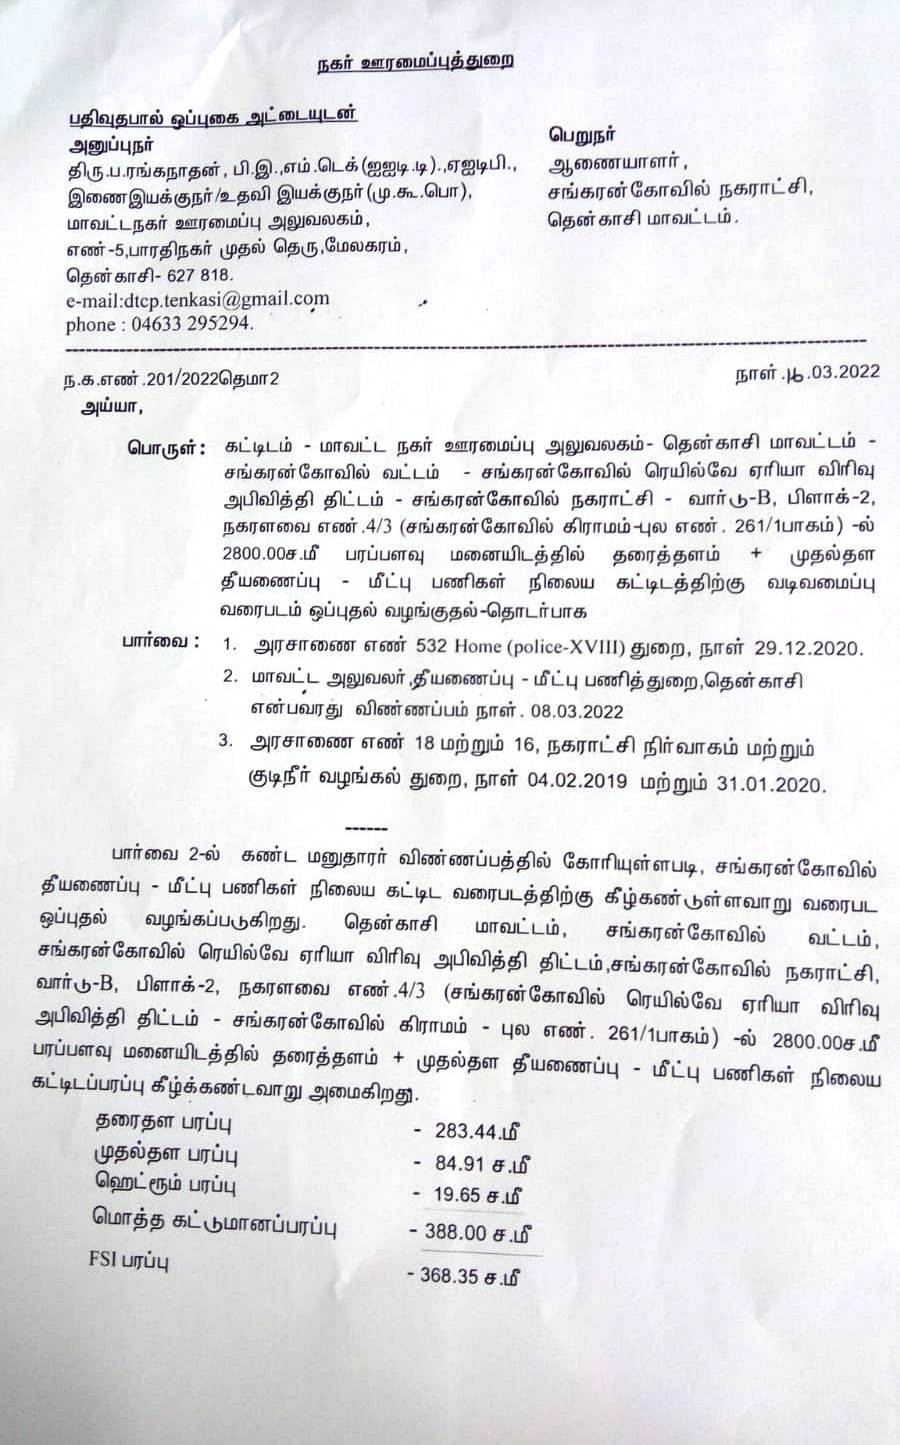 நகர் ஊரமைப்புத்துறை
பதிவுதபால் ஒப்புகை அட்டையுடன்
அனுப்புநர்
திரு.ப.ரங்கநாதன், பி.இ.,எம்.டெக்(ஐஐடி.டி).,ஏஐடிபி.,
இணைஇயக்குநர்/உதவி இயக்குநர்(மு.கூ.பொ),
மாவட்டநகர் ஊரமைப்பு அலுவலகம்,
எண்-5,பாரதிநகர் முதல் தெரு,மேலகரம்,
தென்காசி- 627 818.
e-mail:dtcp.tenkasi@gmail.com
phone : 04633 295294.
பெறுநர்
ஆணையாளர்,
சங்கரன்கோவில் நகராட்சி,
தென்காசி மாவட்டம்.
ந.க.எண்.201/2022தெமா2
நாள் . .03.2022
அய்யா,
பொருள் : கட்டிடம் - மாவட்ட நகர் ஊரமைப்பு அலுவலகம்- தென்காசி மாவட்டம் -
சங்கரன்கோவில் வட்டம் - சங்கரன்கோவில் ரெயில்வே ஏரியா விரிவு
அபிவித்தி திட்டம் - சங்கரன்கோவில் நகராட்சி - வார்டு-B, பிளாக்-2,
நகரளவை எண்.4/3 (சங்கரன்கோவில் கிராமம்-புல எண். 261/1பாகம்) -ல்
2800.00ச.மீ பரப்பளவு மனையிடத்தில் தரைத்தளம் + முதல்தள
தீயணைப்பு - மீட்பு பணிகள் நிலைய கட்டிடத்திற்கு வடிவமைப்பு
வரைபடம் ஒப்புதல் வழங்குதல்-தொடர்பாக
பார்வை : 1. அரசாணை எண் 532 Home (police-XVIII) துறை, நாள் 29.12.2020.
2. மாவட்ட அலுவலர்,தீயணைப்பு - மீட்பு பணித்துறை,தென்காசி
என்பவரது விண்ணப்பம் நாள். 08.03.2022
3. அரசாணை எண் 18 மற்றும் 16, நகராட்சி நிர்வாகம் மற்றும்
குடிநீர் வழங்கல் துறை, நாள் 04.02.2019 மற்றும் 31.01.2020.
------
பார்வை 2-ல் கண்ட மனுதாரர் விண்ணப்பத்தில் கோரியுள்ளபடி, சங்கரன்கோவில்
தீயணைப்பு - மீட்பு பணிகள் நிலைய கட்டிட வரைபடத்திற்கு கீழ்கண்டுள்ளவாறு வரைபட
ஒப்புதல் வழங்கப்படுகிறது. தென்காசி மாவட்டம், சங்கரன்கோவில் வட்டம்,
சங்கரன்கோவில் ரெயில்வே ஏரியா விரிவு அபிவித்தி திட்டம்,சங்கரன்கோவில் நகராட்சி,
வார்டு-B, பிளாக்-2, நகரளவை எண்.4/3 (சங்கரன்கோவில் ரெயில்வே ஏரியா விரிவு
அபிவித்தி திட்டம் - சங்கரன்கோவில் கிராமம் - புல எண். 261/1பாகம்) -ல் 2800.00ச.மீ
பரப்பளவு மனையிடத்தில் தரைத்தளம் + முதல்தள தீயணைப்பு - மீட்பு பணிகள் நிலைய
கட்டிடப்பரப்பு கீழ்க்கண்டவாறு அமைகிறது.
தரைதள பரப்பு - 283.44.மீ
முதல்தள பரப்பு - 84.91 ச.மீ
ஹெட்ரூம் பரப்பு - 19.65 ச.மீ
மொத்த கட்டுமானப்பரப்பு - 388.00 ச.மீ
FSI பரப்பு - 368.35 ச.மீ